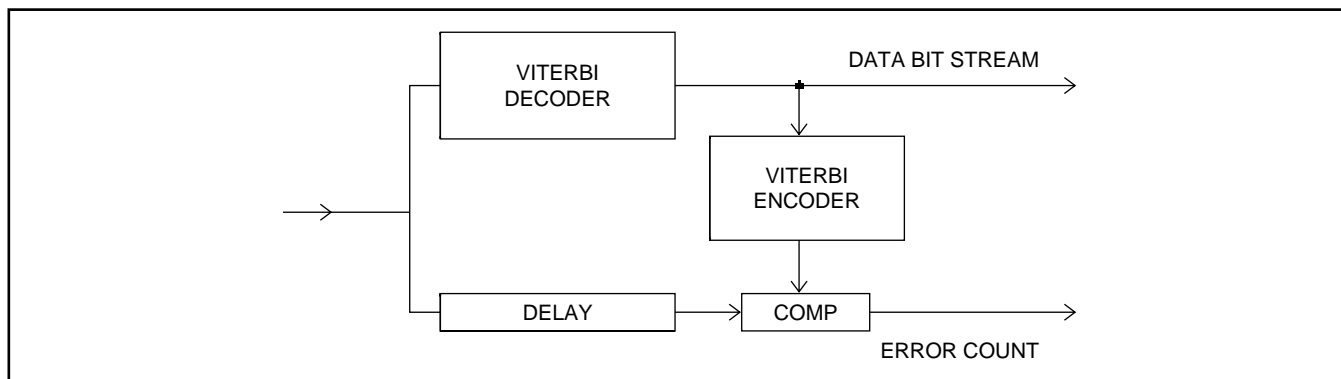 VITERBI
DECODER
DATA BIT STREAM
VITERBI
ENCODER
DELAY
COMP
ERROR COUNT